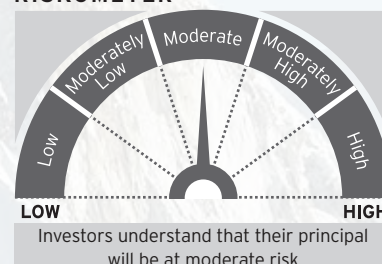 RISKOMETER
Low
Moderately
Low
Moderate
Moderately
High
High
LOW
HIGH
Investors understand that their principal
will be at moderate risk